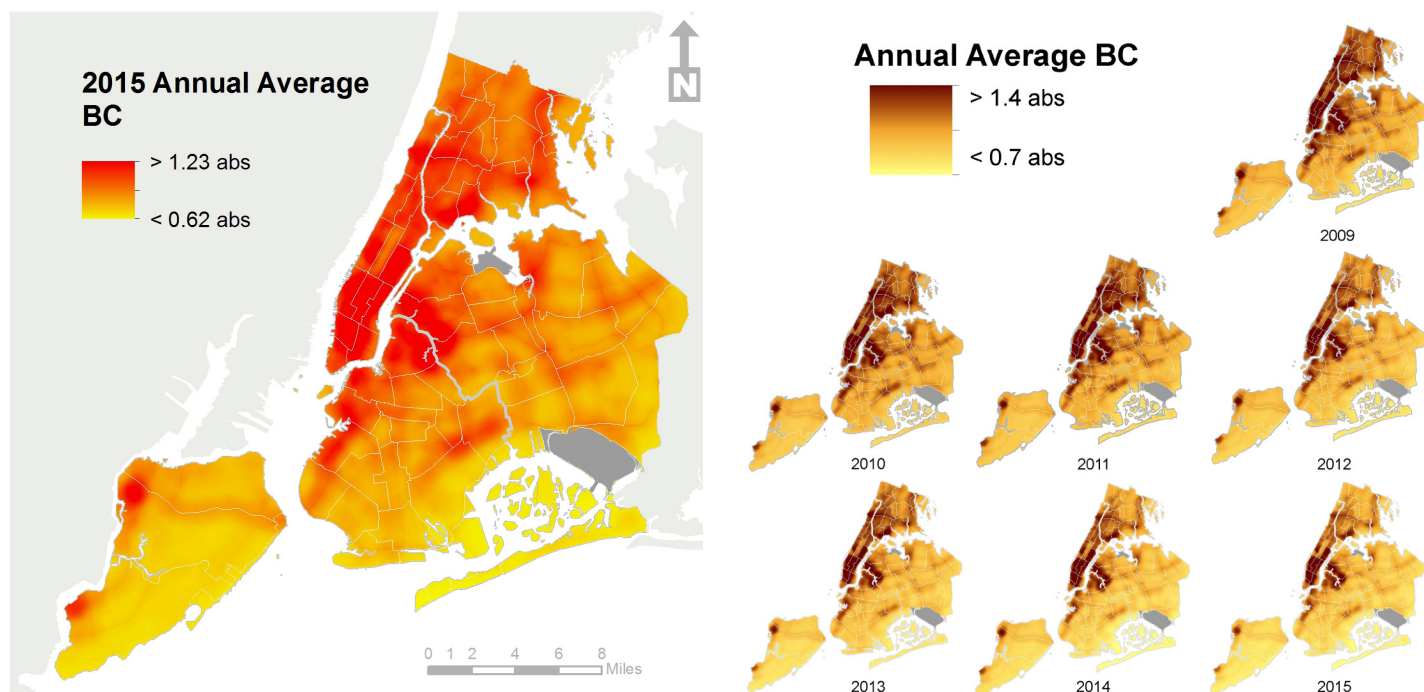 2015 Annual Average
BC
> 1.23 abs
< 0.62 abs
N
0 1 2 4 6 8
Miles
Annual Average BC
> 1.4 abs
< 0.7 abs
2009
2010
2011
2012
2013
2014
2015